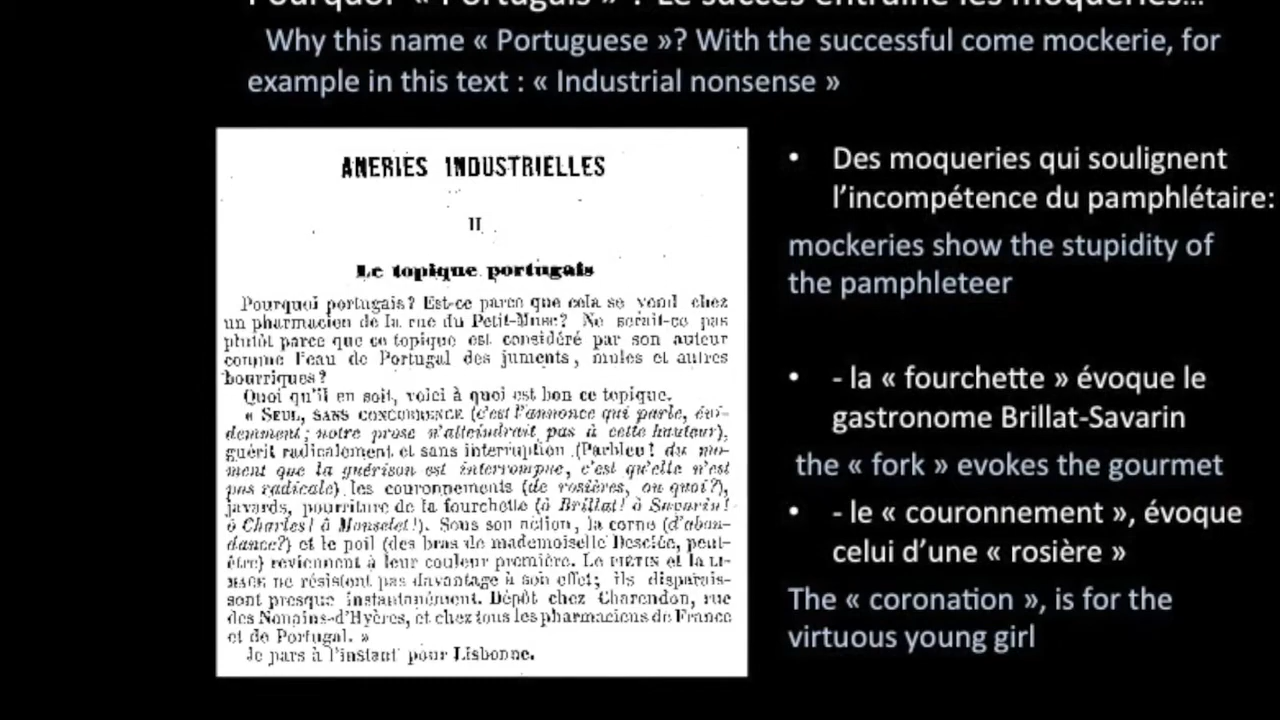 Pourquoi « Portugais » ? Le succès entraîne les moqueries…
Why this name « Portuguese »? With the successful come mockerie, for
example in this text : « Industrial nonsense »
ANERIES INDUSTRIELLES
II
Le topique portugais
Pourquoi portugais? Est-ce parce que cela se vend chez
un pharmacien de la rue du Petit-Musc? Ne serait-ce pas
plutôt parce que ce topique est considéré par son auteur
comme l'eau de Portugal des juments, mules et autres
bourriques?
Quoi qu'il en soit, voici à quoi est bon ce topique.
« SEUL, SANS CONCURRENCE (c'est l'annonce qui parle, évi-
demment; notre prose n'atteindrait pas à cette hauteur),
guérit radicalement et sans interruption (Parbleu! du mo-
ment que la guérison est interrompue, c'est qu'elle n'est
pas radicale) les couronnements (de rosières, ou quoi?),
javards, pourriture de la fourchette (ô Brillat! ô Savarin!
ô Charles! ô Monselet!). Sous son action, la corne (d'abon-
dance?) et le poil (des bras de mademoiselle Desclée, peut-
être) reviennent à leur couleur première. Le PIÉTIN et la LI-
MACE ne résistent pas davantage à son effet; ils disparais-
sont presque instantanément. Dépôt chez Charendon, rue
des Nonains-d'Hyères, et chez tous les pharmaciens de France
et de Portugal. »
Je pars à l'instant pour Lisbonne.
• Des moqueries qui soulignent
l'incompétence du pamphlétaire:
mockeries show the stupidity of
the pamphleteer
• - la « fourchette » évoque le
gastronome Brillat-Savarin
the « fork » evokes the gourmet
• - le « couronnement », évoque
celui d'une « rosière »
The « coronation », is for the
virtuous young girl